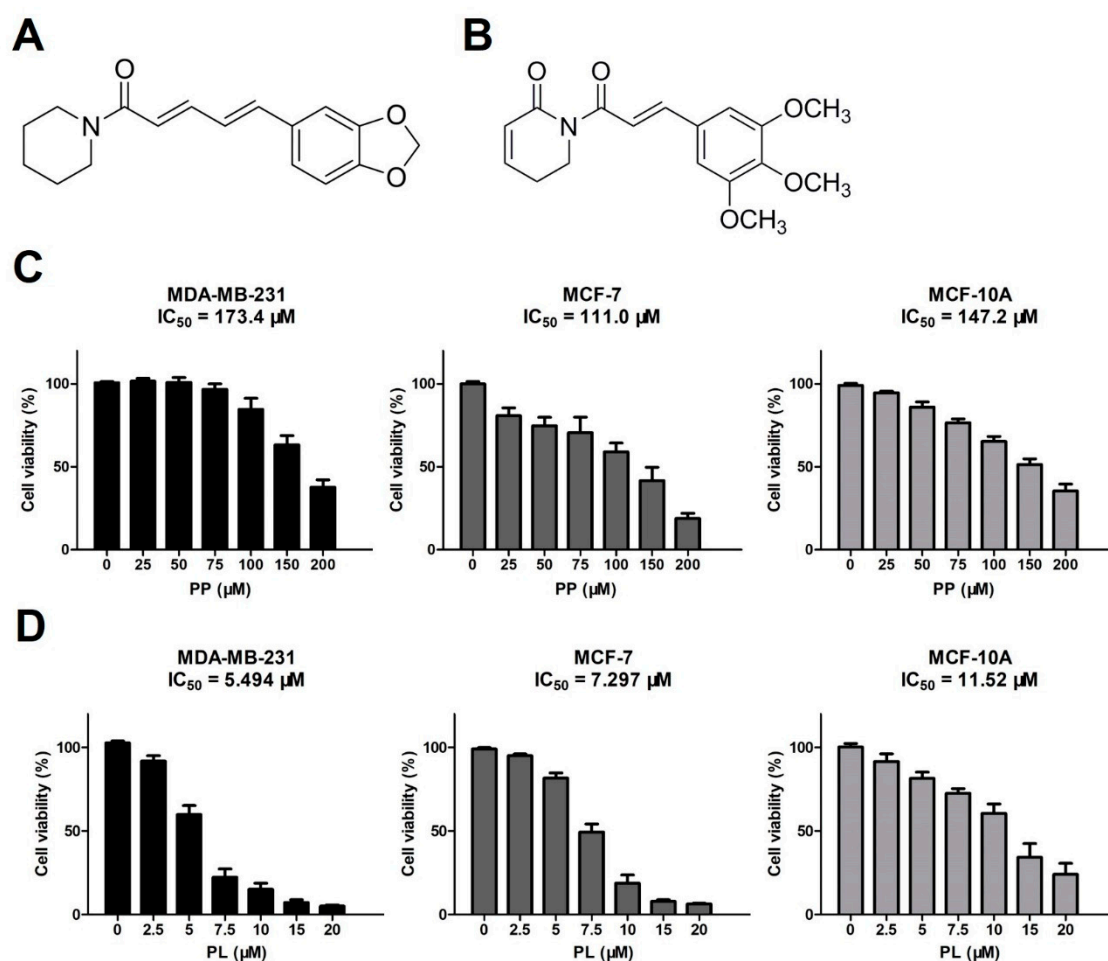 A
B
O
N
O
O
O
O
N
OCH3
OCH3
OCH3
C
MDA-MB-231
IC50 = 173.4 µM
Cell viability (%)
100
50
0
0 25 50 75 100 150 200
PP (µM)
MCF-7
IC50 = 111.0 µM
Cell viability (%)
100
50
0
0 25 50 75 100 150 200
PP (µM)
MCF-10A
IC50 = 147.2 µM
Cell viability (%)
100
50
0
0 25 50 75 100 150 200
PP (µM)
D
MDA-MB-231
IC50 = 5.494 µM
Cell viability (%)
100
50
0
0 2.5 5 7.5 10 15 20
PL (µM)
MCF-7
IC50 = 7.297 µM
Cell viability (%)
100
50
0
0 2.5 5 7.5 10 15 20
PL (µM)
MCF-10A
IC50 = 11.52 µM
Cell viability (%)
100
50
0
0 2.5 5 7.5 10 15 20
PL (µM)